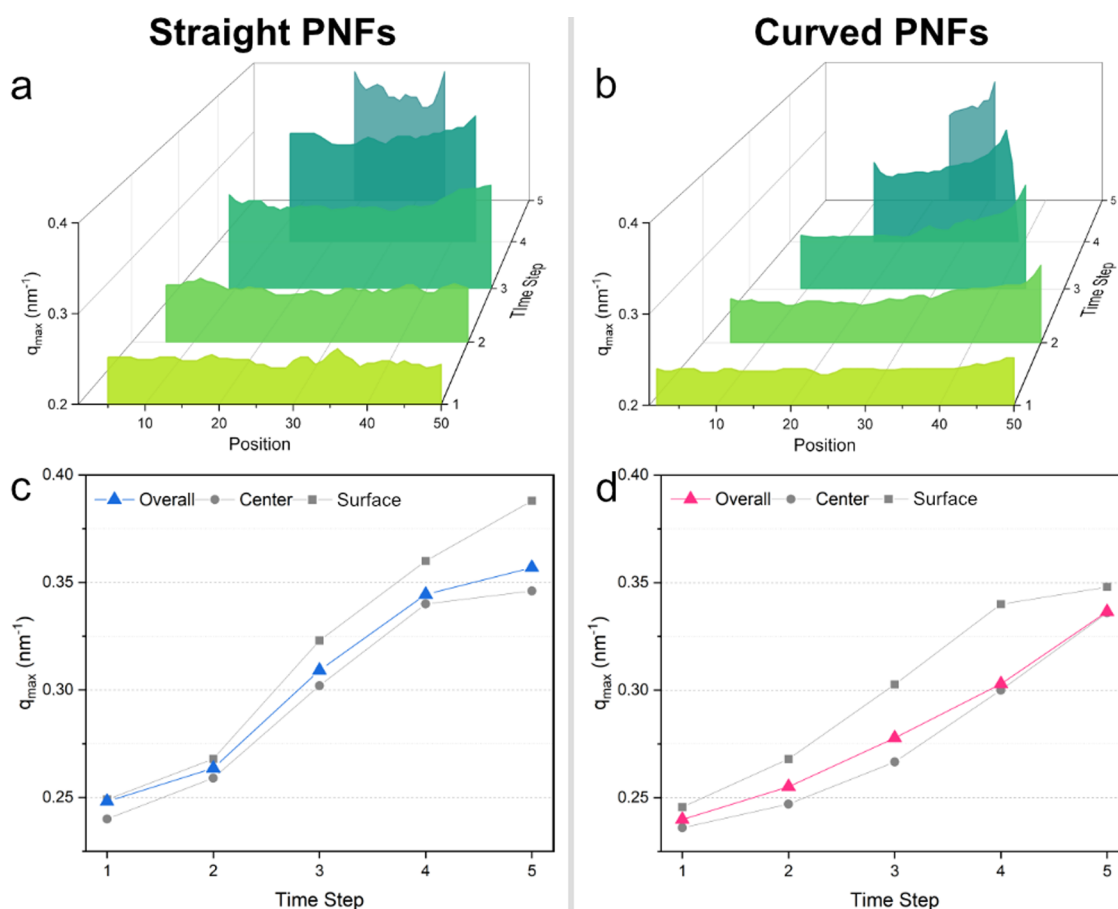 Straight PNFs
Curved PNFs
a
0.4
0.3
0.2
q_max (nm⁻¹)
10
20
30
40
50
Position
1
2
3
4
5
Time Step
b
0.4
0.3
0.2
q_max (nm⁻¹)
10
20
30
40
50
Position
1
2
3
4
5
Time Step
c
Overall Center Surface
0.40
0.35
0.30
0.25
q_max (nm⁻¹)
1 2 3 4 5
Time Step
d
Overall Center Surface
0.40
0.35
0.30
0.25
q_max (nm⁻¹)
1 2 3 4 5
Time Step